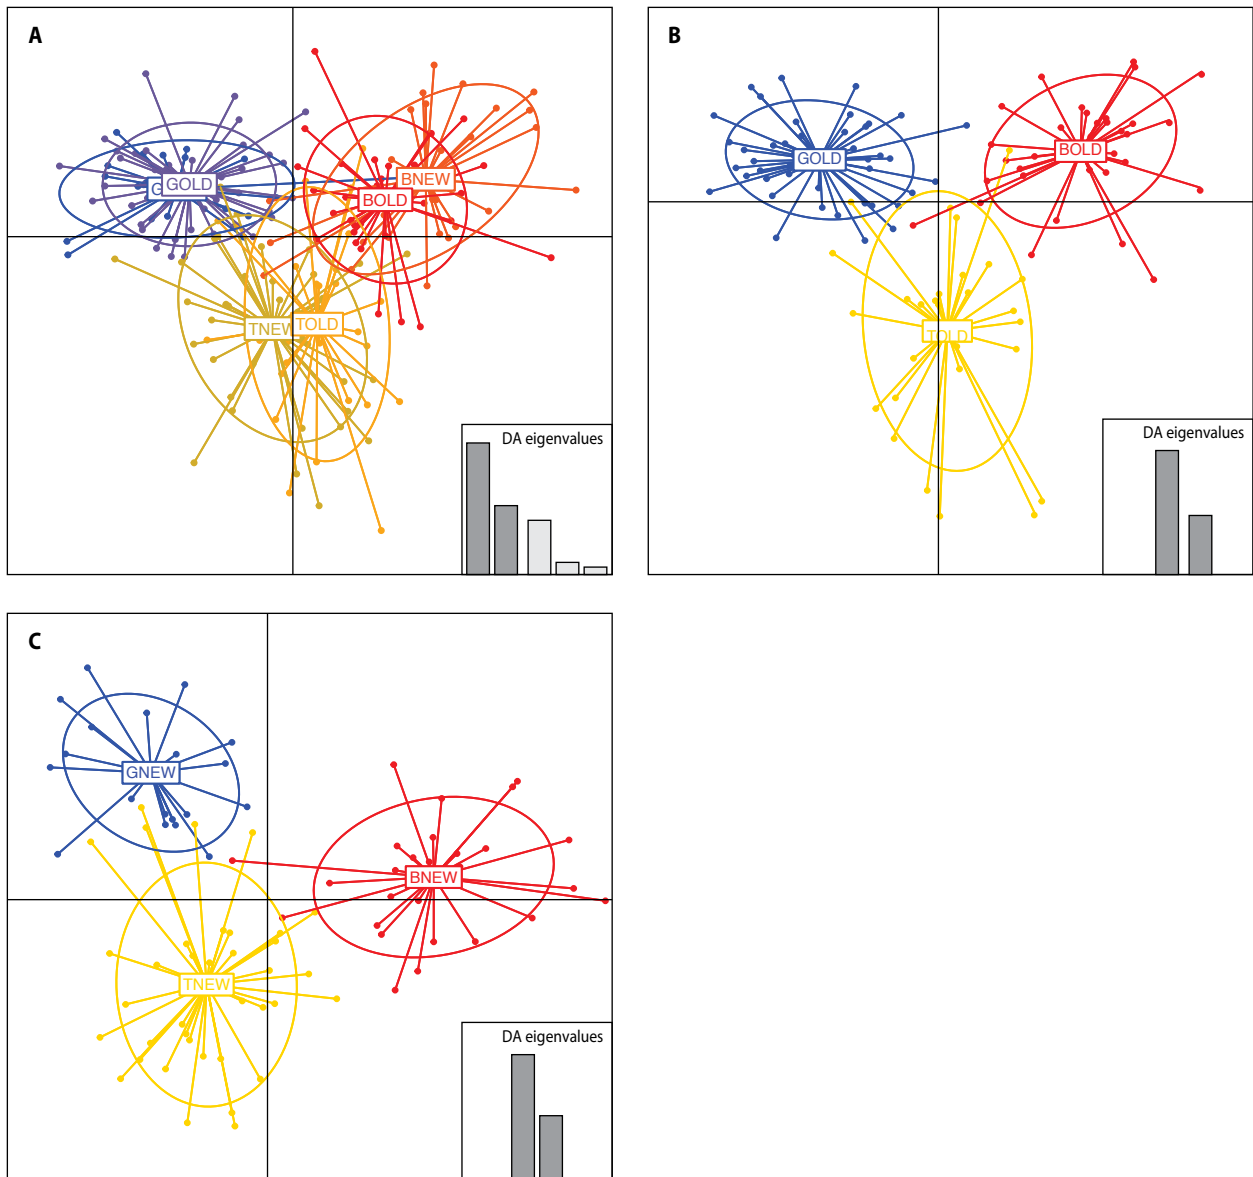 A
GOLD
BNEW
BOLD
TNEW
TOLD
DA eigenvalues
B
GOLD
BOLD
TOLD
DA eigenvalues
C
GNEW
BNEW
TNEW
DA eigenvalues